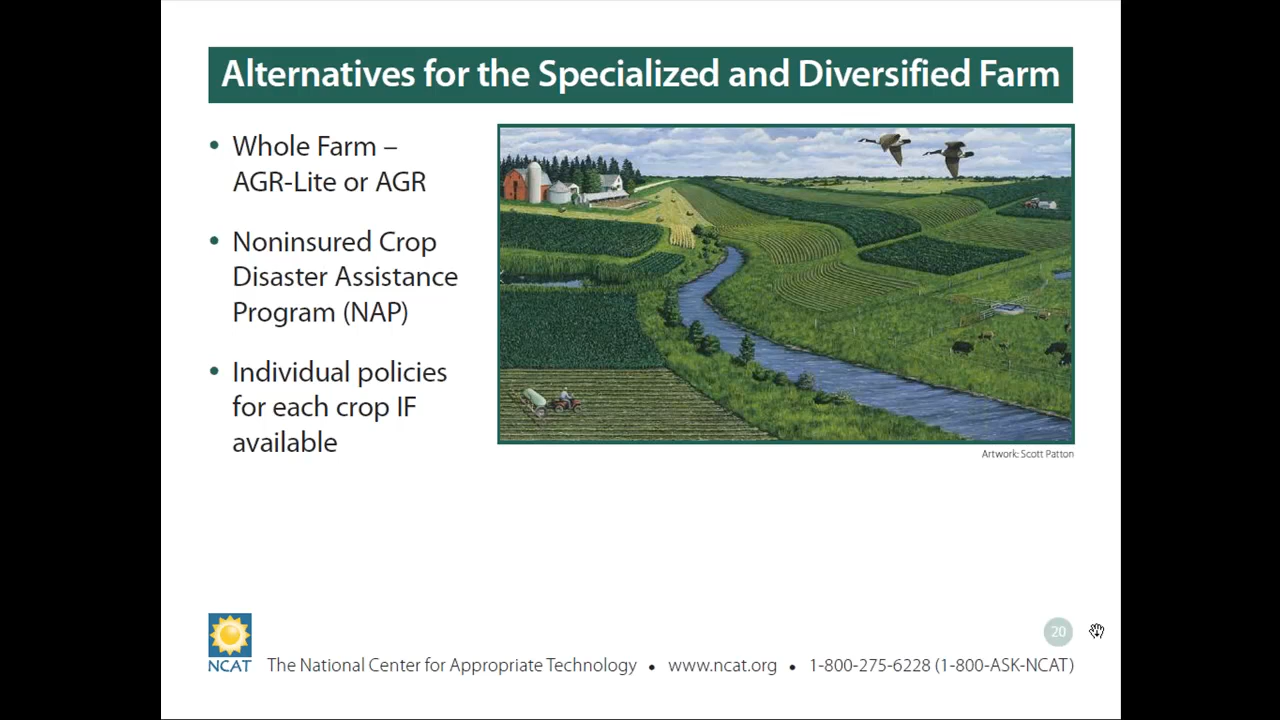 Alternatives for the Specialized and Diversified Farm
• Whole Farm –
AGR-Lite or AGR
• Noninsured Crop
Disaster Assistance
Program (NAP)
• Individual policies
for each crop IF
available
Artwork: Scott Patton
20
NCAT
The National Center for Appropriate Technology • www.ncat.org • 1-800-275-6228 (1-800-ASK-NCAT)